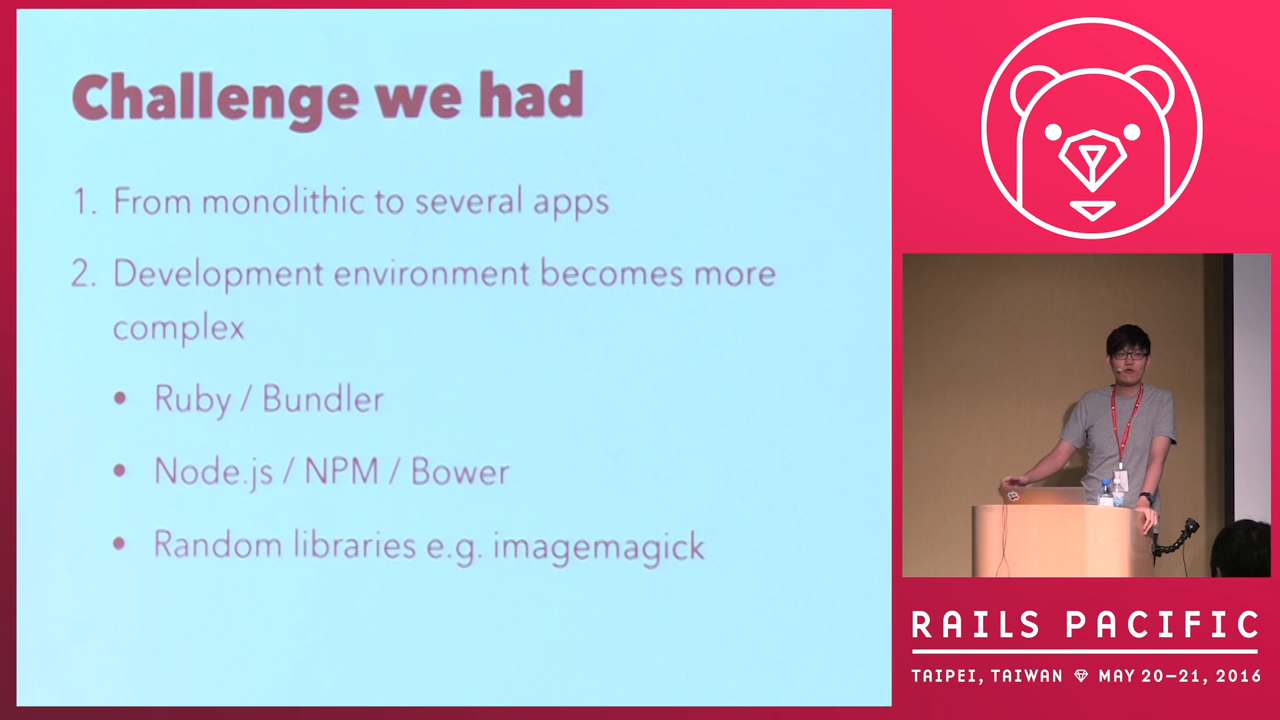 Challenge we had
1. From monolithic to several apps
2. Development environment becomes more
complex
• Ruby / Bundler
• Node.js / NPM / Bower
• Random libraries e.g. imagemagick
RAILS PACIFIC
TAIPEI, TAIWAN MAY 20–21, 2016